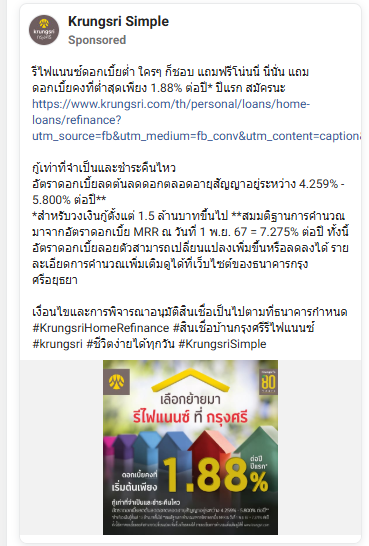 Krungsri Simple
Sponsored
รีไฟแนนซ์ดอกเบี้ยต่ำ ใครๆ ก็ชอบ แถมฟรีโน่นนี่ นี่นั่น แถม
ดอกเบี้ยคงที่ต่ำสุดเพียง 1.88% ต่อปี* ปีแรก สมัครนะ
https://www.krungsri.com/th/personal/loans/home-
loans/refinance?
utm_source=fb&utm_medium=fb_conv&utm_content=caption
กู้เท่าที่จำเป็นและชำระคืนไหว
อัตราดอกเบี้ยลดต้นลดดอกตลอดอายุสัญญาอยู่ระหว่าง 4.259% -
5.800% ต่อปี**
*สำหรับวงเงินกู้ตั้งแต่ 1.5 ล้านบาทขึ้นไป **สมมติฐานการคำนวณ
มาจากอัตราดอกเบี้ย MRR ณ วันที่ 1 พ.ย. 67 = 7.275% ต่อปี ทั้งนี้
อัตราดอกเบี้ยลอยตัวสามารถเปลี่ยนแปลงเพิ่มขึ้นหรือลดลงได้ ราย
ละเอียดการคำนวณเพิ่มเติมดูได้ที่เว็บไซต์ของธนาคารกรุง
ศรีอยุธยา
เงื่อนไขและการพิจารณาอนุมัติสินเชื่อเป็นไปตามที่ธนาคารกำหนด
#KrungsriHomeRefinance #สินเชื่อบ้านกรุงศรีรีไฟแนนซ์
#krungsri #ชีวิตง่ายได้ทุกวัน #KrungsriSimple
เลือกย้ายมา
รีไฟแนนซ์ ที่ กรุงศรี
ดอกเบี้ยคงที่
เริ่มต้นเพียง
1.88%
ต่อปี
ปีแรก*
กู้เท่าที่จำเป็นและชำระคืนไหว